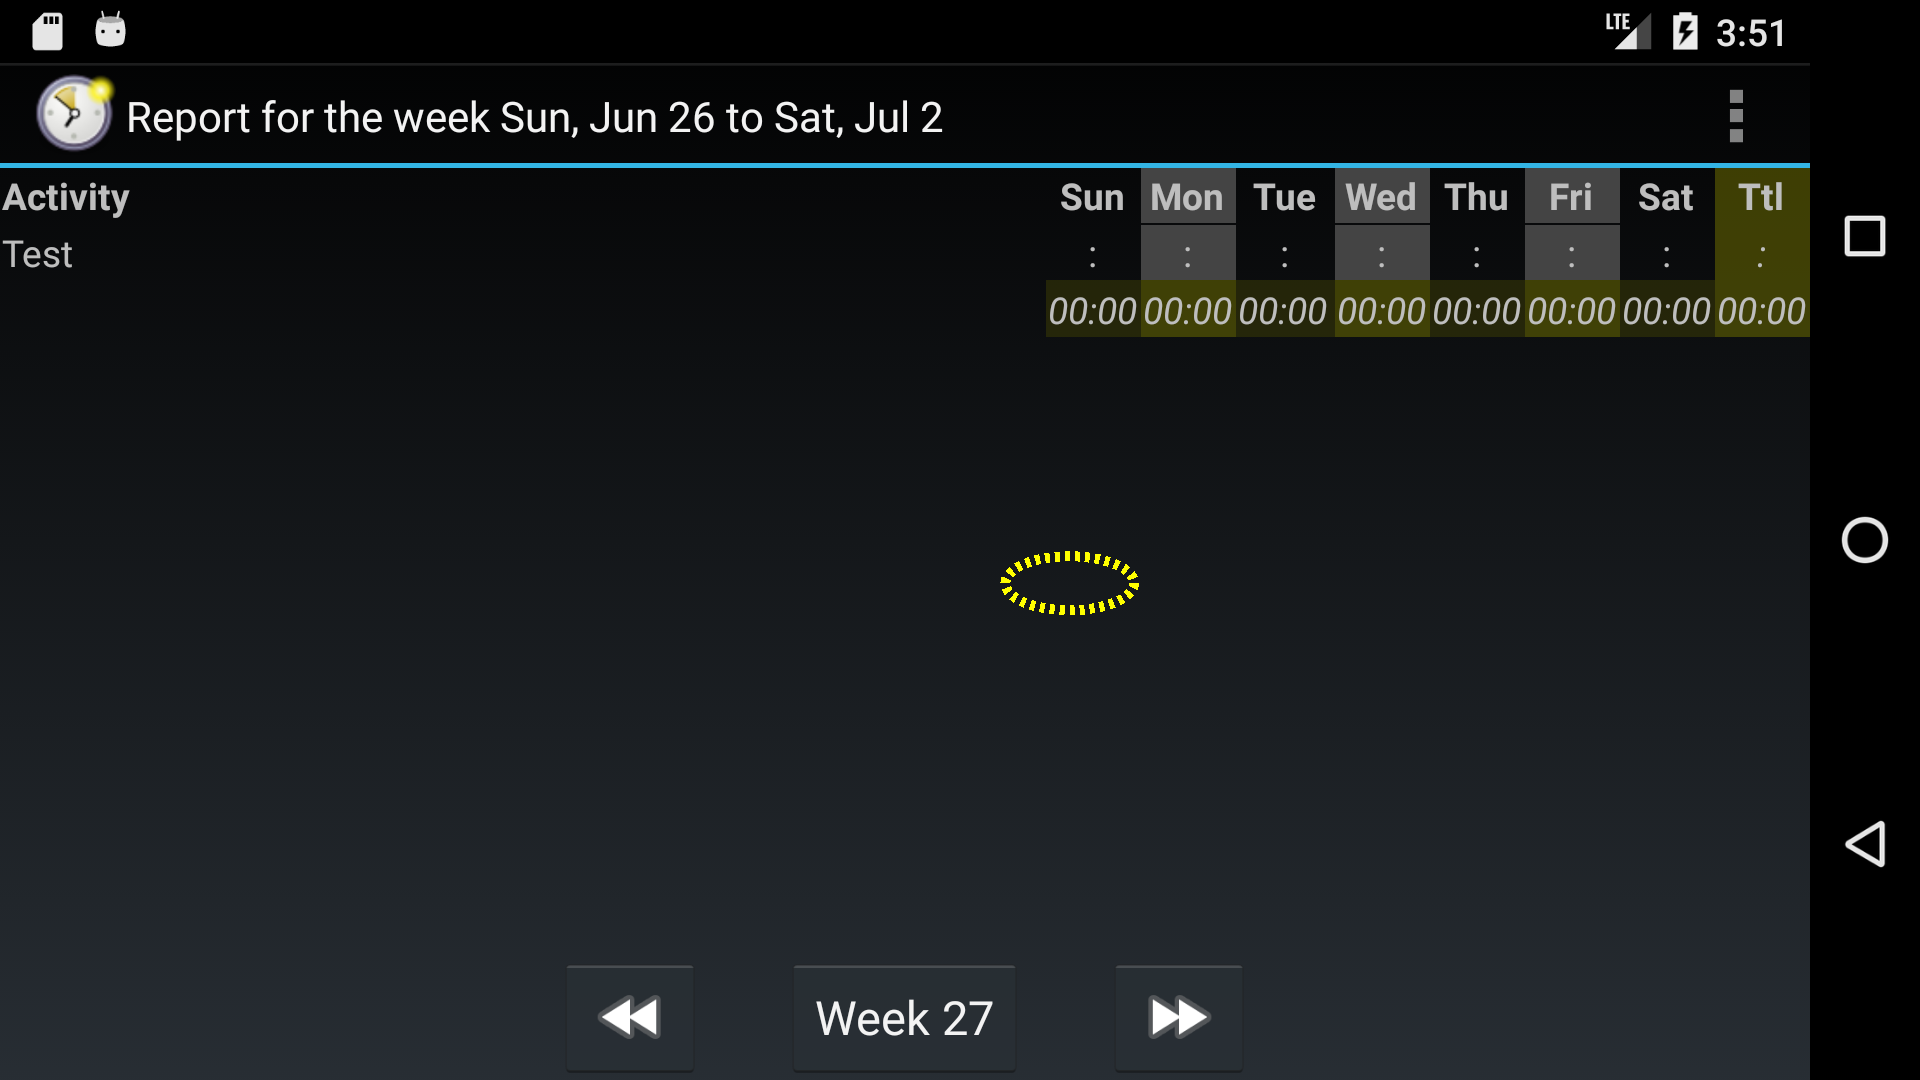 LTE 3:51
Report for the week Sun, Jun 26 to Sat, Jul 2
Activity Sun Mon Tue Wed Thu Fri Sat Ttl
Test : : : : : : : :
00:00 00:00 00:00 00:00 00:00 00:00 00:00 00:00
Week 27